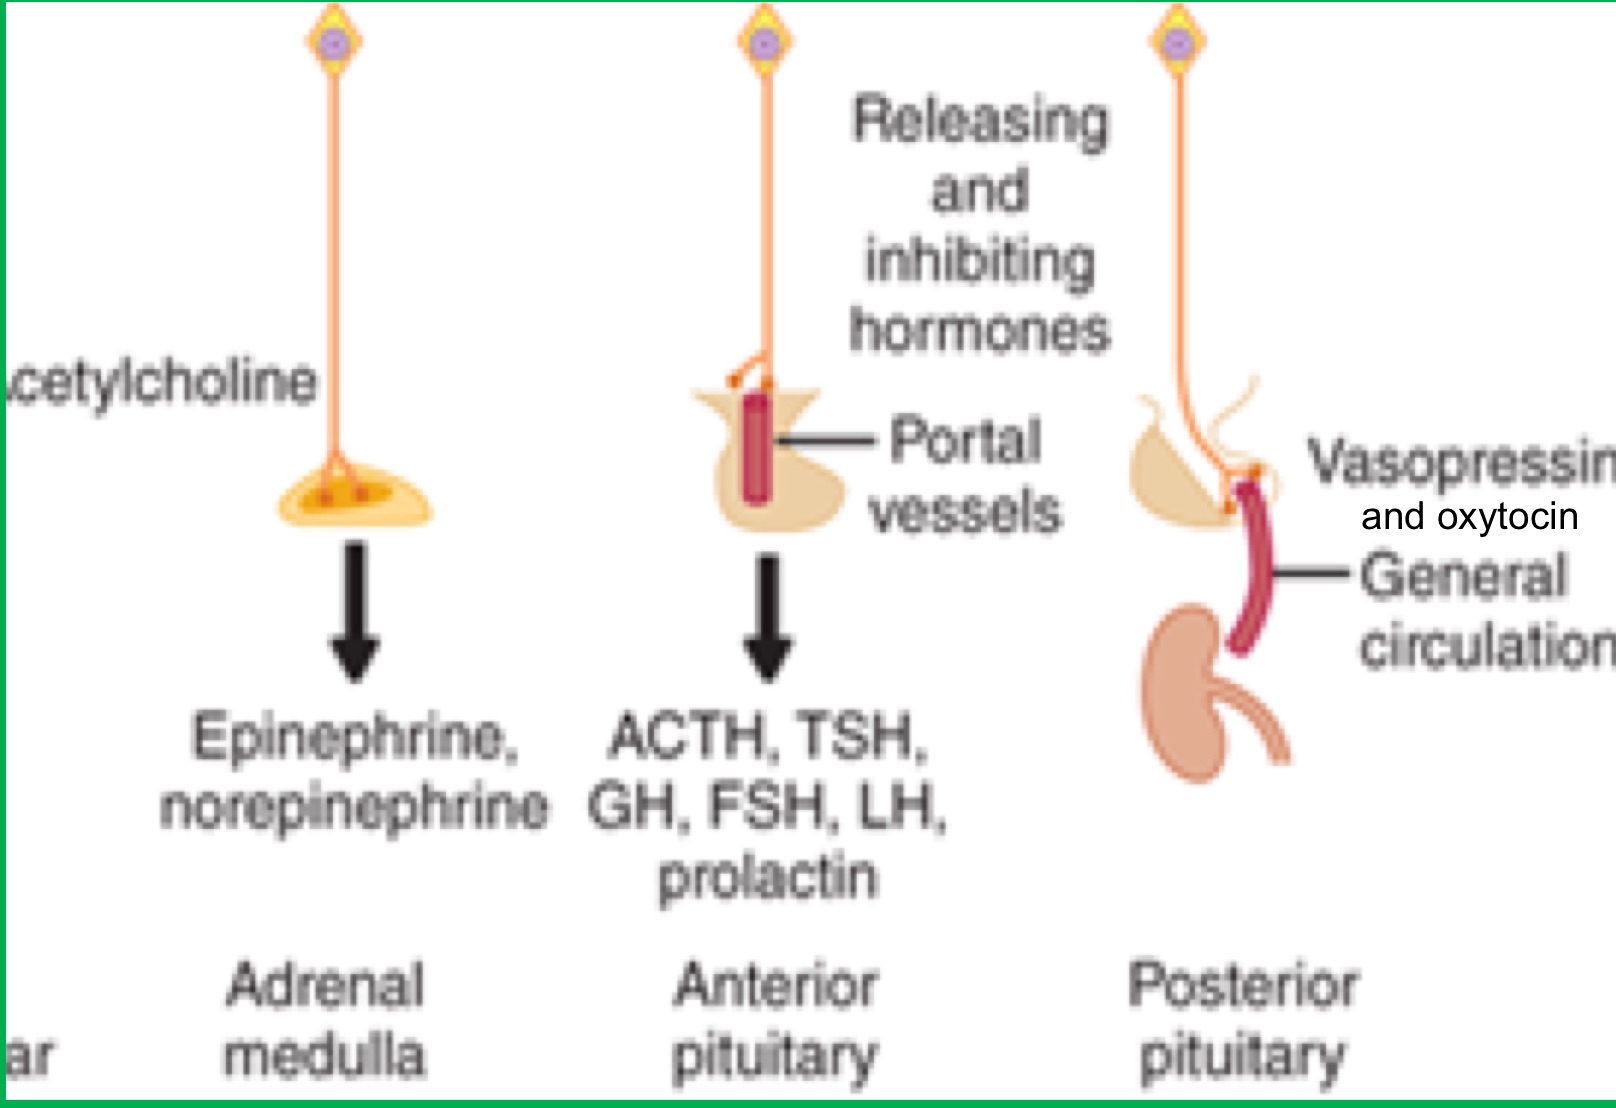 cetylcholine
Epinephrine,
norepinephrine
Adrenal
medulla
Releasing
and
inhibiting
hormones
Portal
vessels
ACTH, TSH,
GH, FSH, LH,
prolactin
Anterior
pituitary
Vasopressin
and oxytocin
General
circulation
Posterior
pituitary
ar